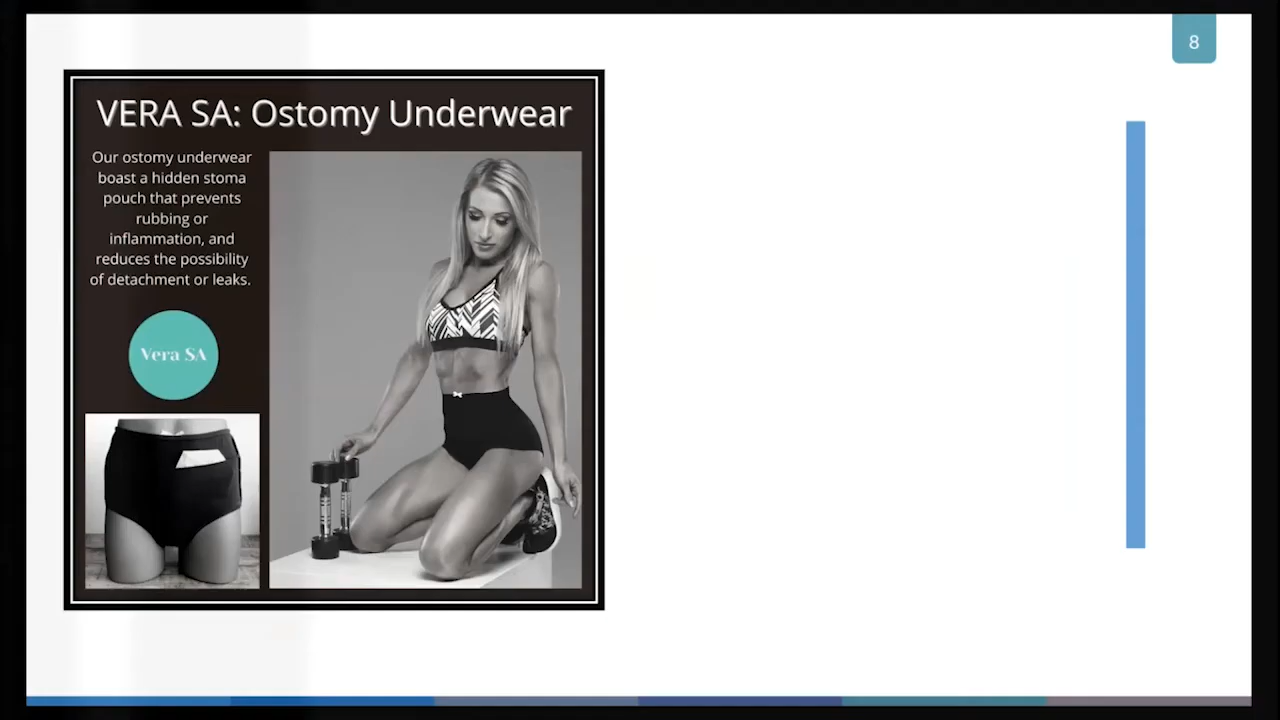 8
VERA SA: Ostomy Underwear
Our ostomy underwear
boast a hidden stoma
pouch that prevents
rubbing or
inflammation, and
reduces the possibility
of detachment or leaks.
Vera SA